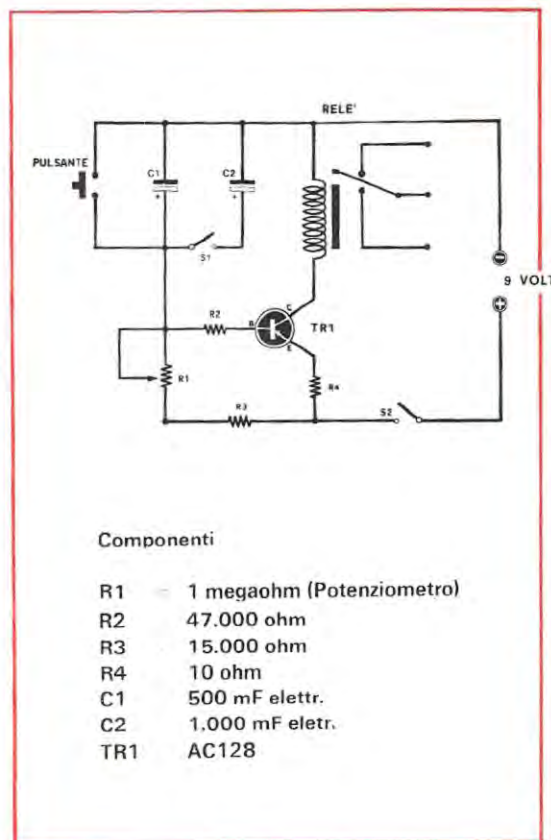 RELE'
PULSANTE
C1
C2
+
+
S1
9 VOLT
R2
B
C
TR1
E
R1
R4
R3
S2
Componenti
R1 1 megaohm (Potenziometro)
R2 47.000 ohm
R3 15.000 ohm
R4 10 ohm
C1 500 mF elettr.
C2 1.000 mF eletr.
TR1 AC128